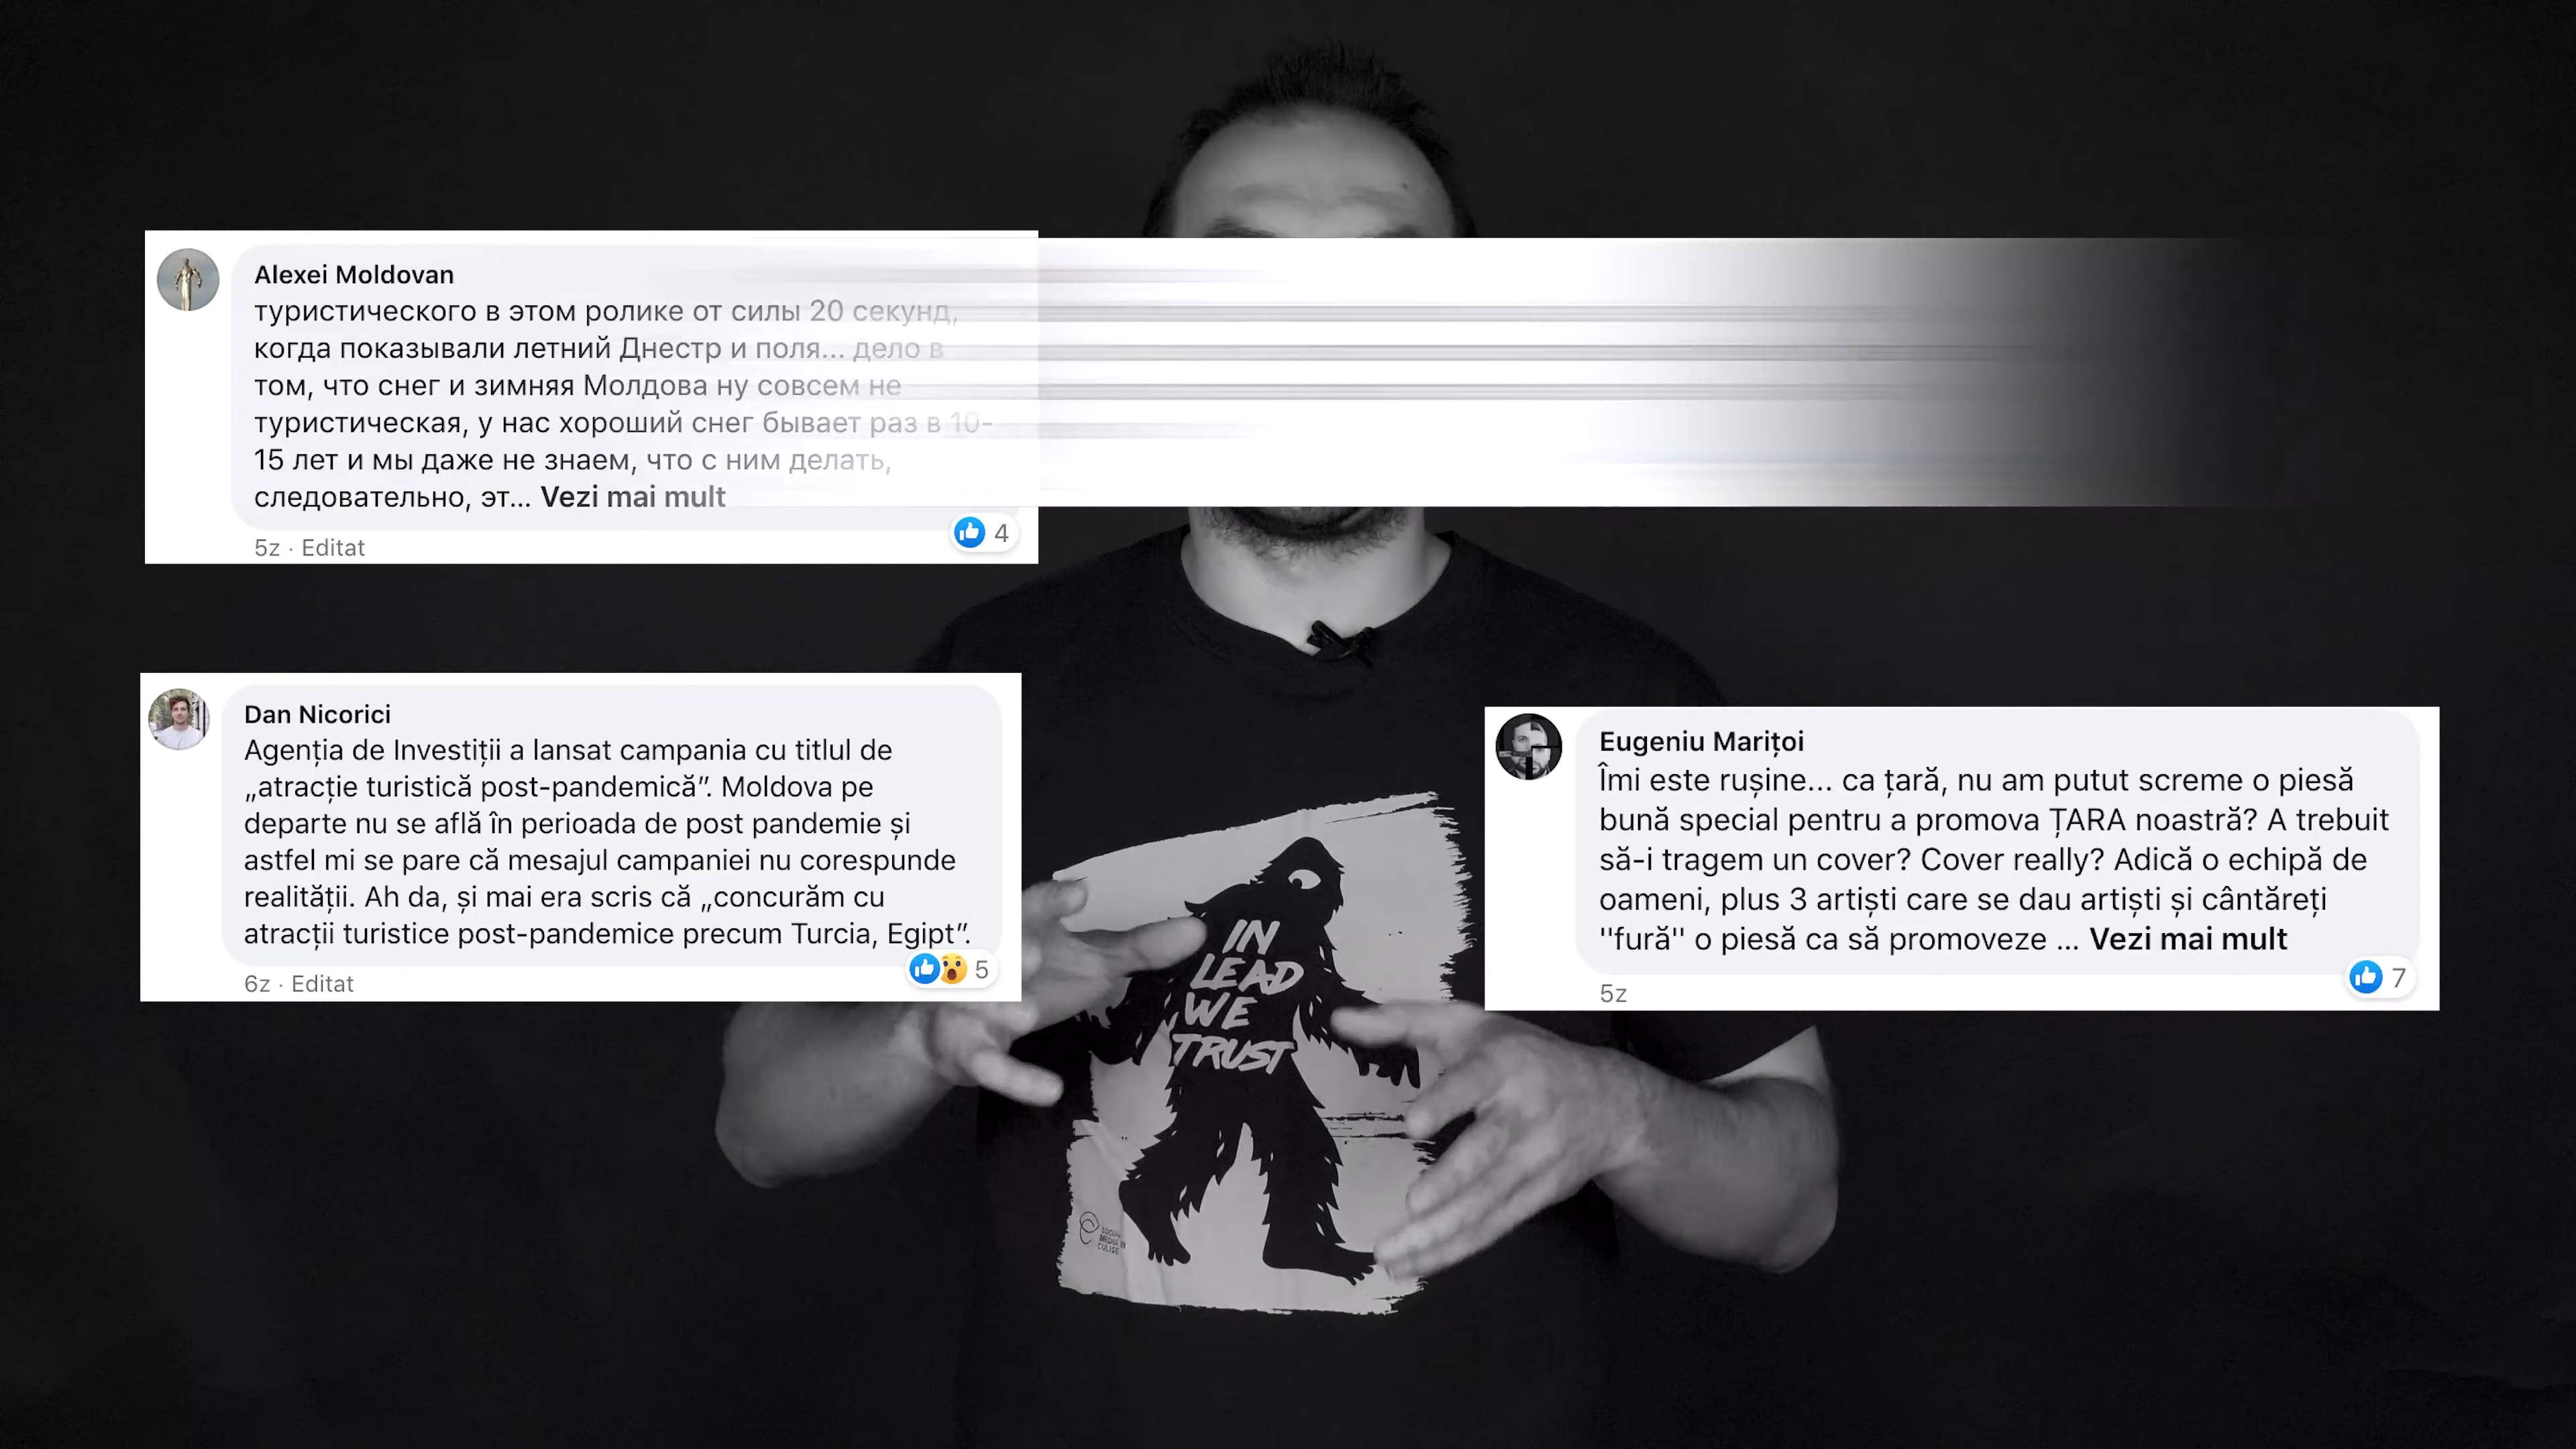 Alexei Moldovan
туристического в этом ролике от силы 20 секунд,
когда показывали летний Днестр и поля... дело в
том, что снег и зимняя Молдова ну совсем не
туристическая, у нас хороший снег бывает раз в 10-
15 лет и мы даже не знаем, что с ним делать,
следовательно, эт... Vezi mai mult
4
5z · Editat
Dan Nicorici
Agenția de Investiții a lansat campania cu titlul de
„atracție turistică post-pandemică”. Moldova pe
departe nu se află în perioada de post pandemie și
astfel mi se pare că mesajul campaniei nu corespunde
realității. Ah da, și mai era scris că „concurăm cu
atracții turistice post-pandemice precum Turcia, Egipt”.
5
6z · Editat
Eugeniu Marițoi
Îmi este rușine... ca țară, nu am putut screme o piesă
bună special pentru a promova ȚARA noastră? A trebuit
să-i tragem un cover? Cover really? Adică o echipă de
oameni, plus 3 artiști care se dau artiști și cântăreți
''fură'' o piesă ca să promoveze ... Vezi mai mult
7
5z
IN
LEAD
WE
TRUST
SOCIAL
MEDIA
CULISE